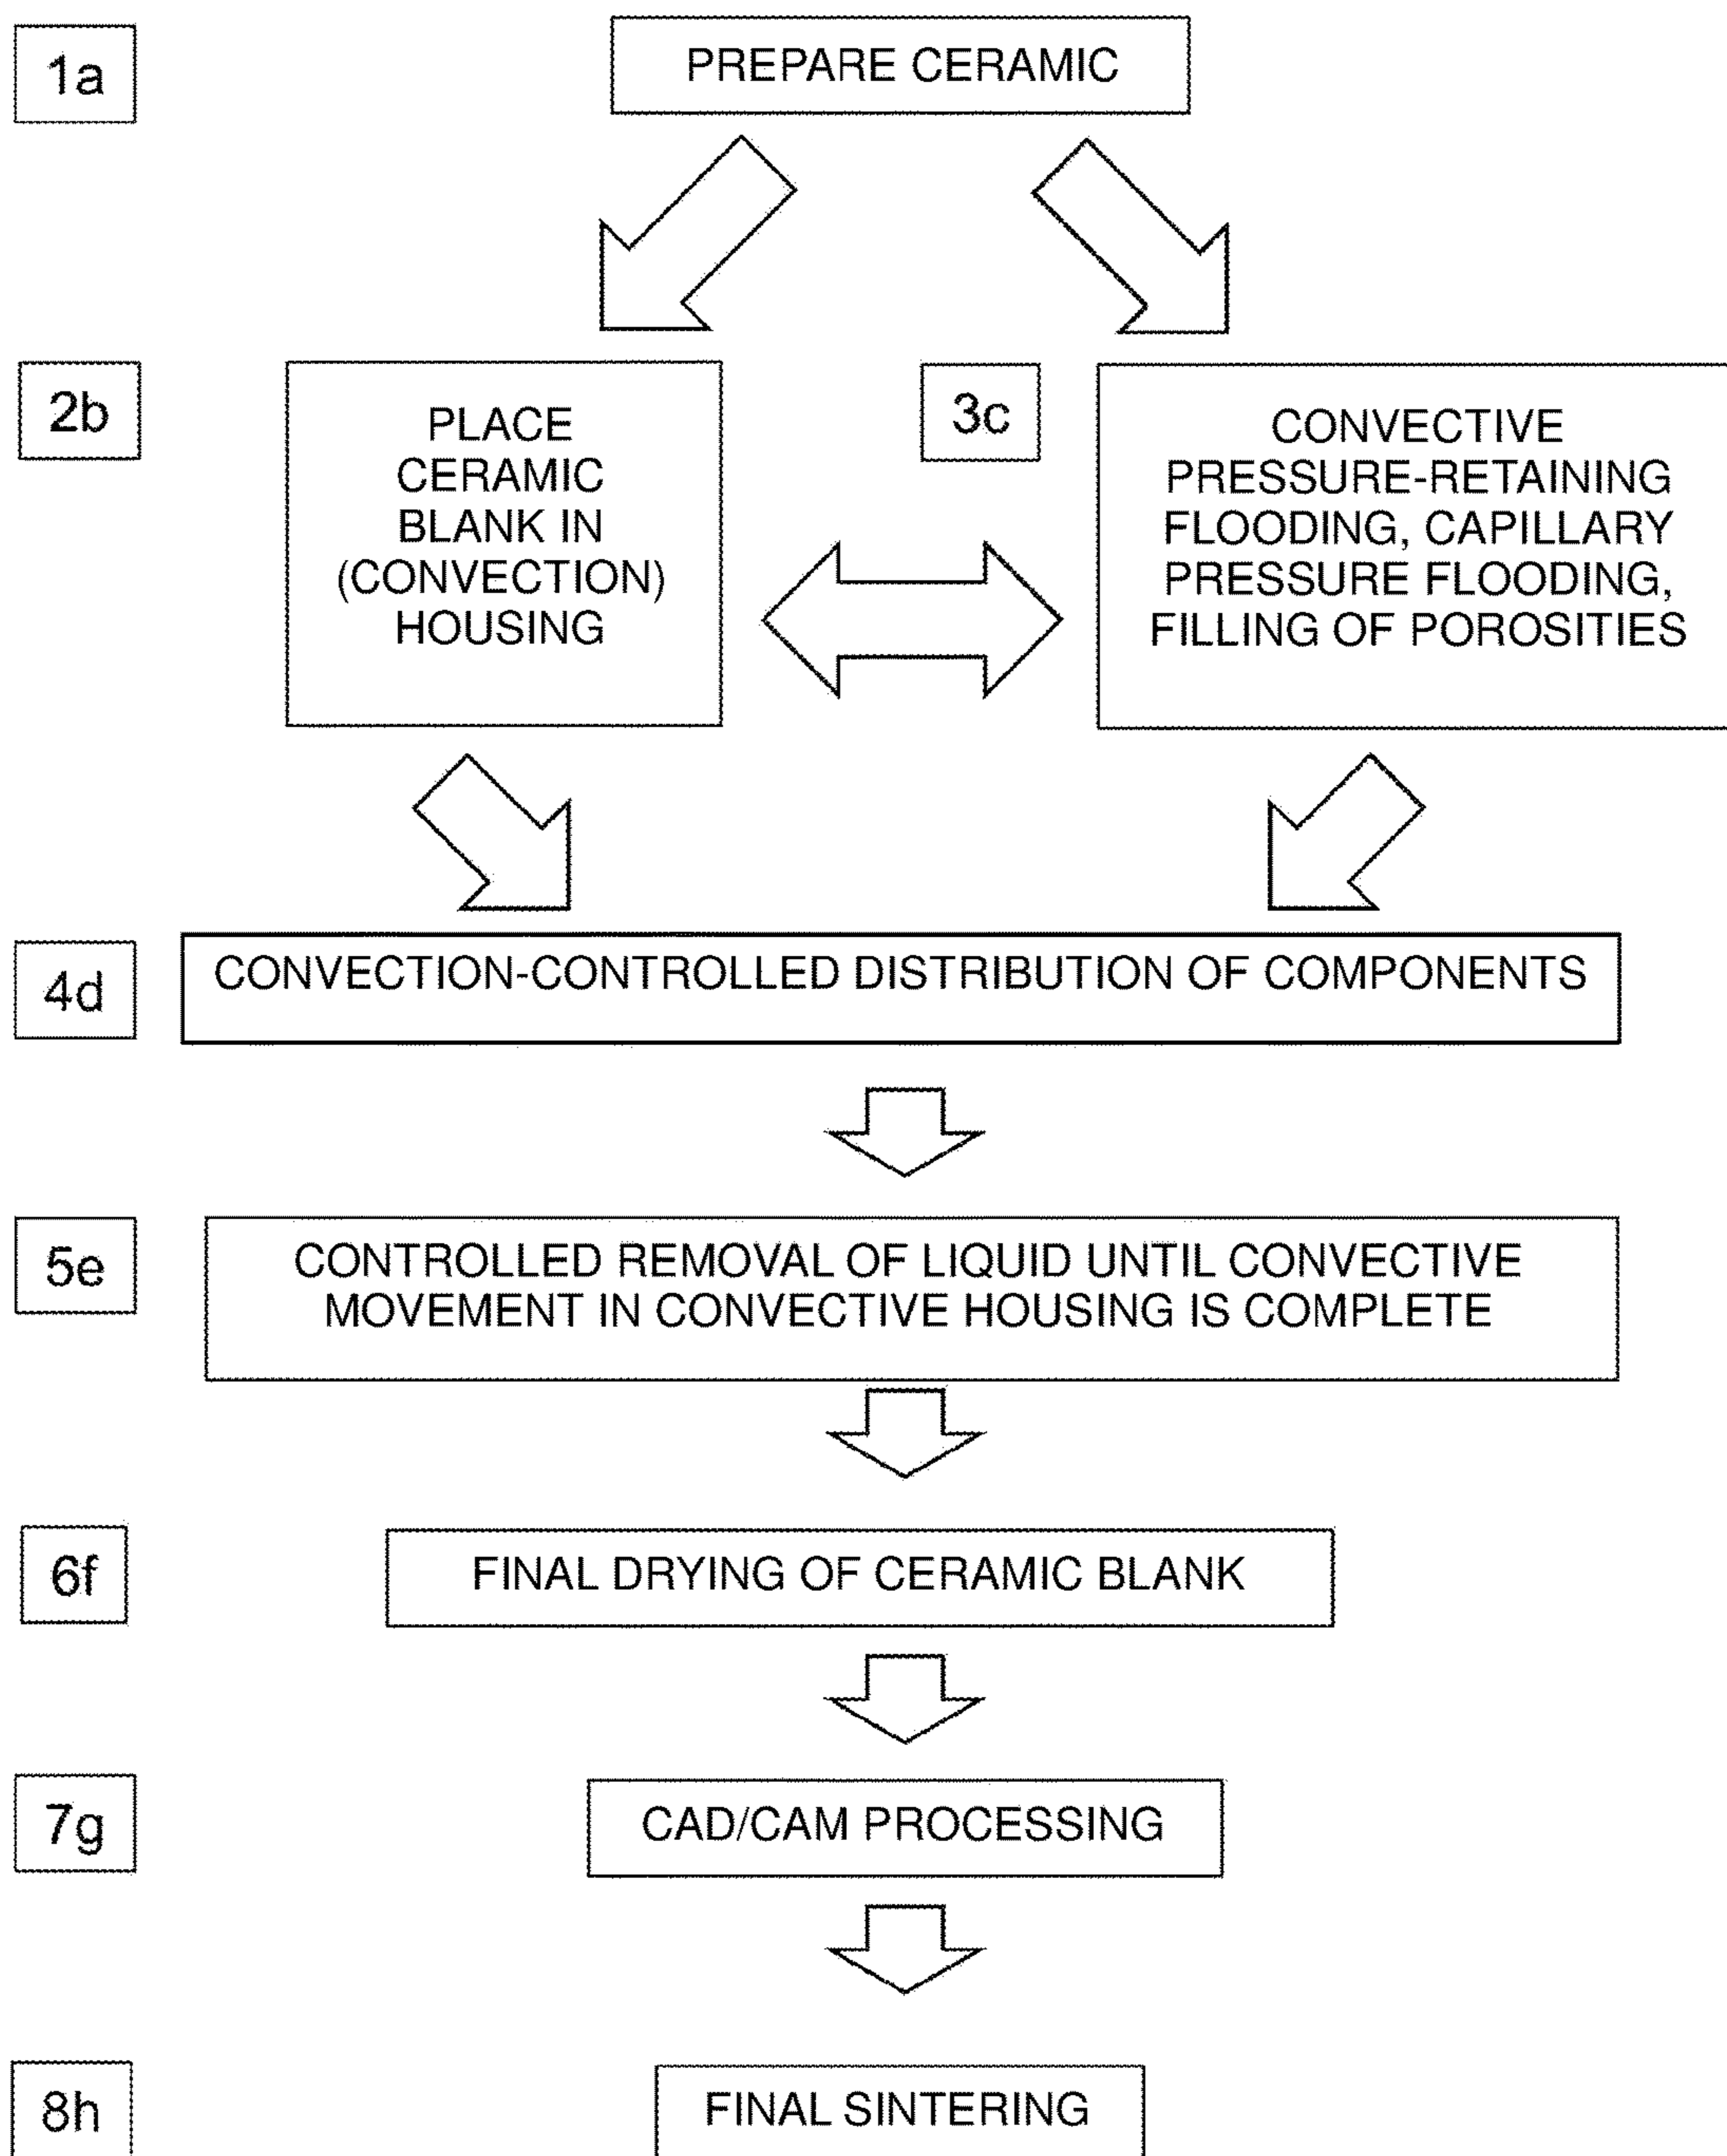 1a
PREPARE CERAMIC
2b
PLACE
CERAMIC
BLANK IN
(CONVECTION)
HOUSING
3c
CONVECTIVE
PRESSURE-RETAINING
FLOODING, CAPILLARY
PRESSURE FLOODING,
FILLING OF POROSITIES
4d
CONVECTION-CONTROLLED DISTRIBUTION OF COMPONENTS
5e
CONTROLLED REMOVAL OF LIQUID UNTIL CONVECTIVE
MOVEMENT IN CONVECTIVE HOUSING IS COMPLETE
6f
FINAL DRYING OF CERAMIC BLANK
7g
CAD/CAM PROCESSING
8h
FINAL SINTERING